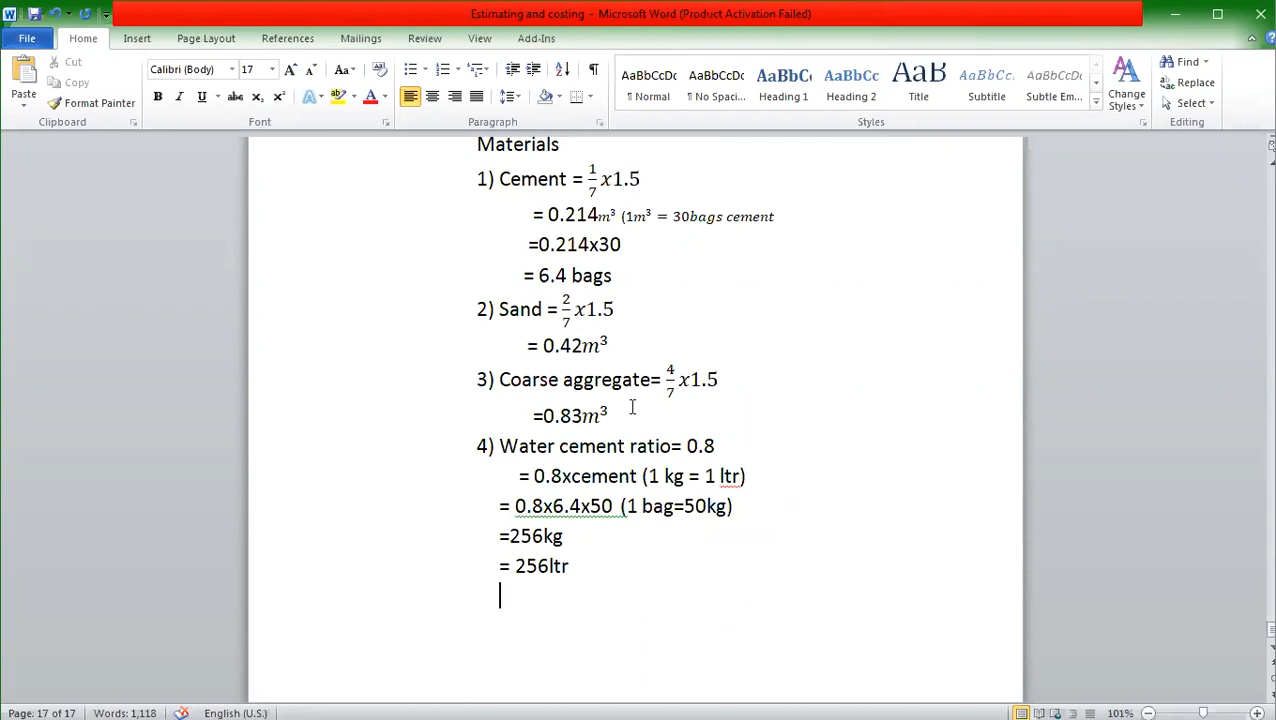 Estimating and costing - Microsoft Word (Product Activation Failed)
File Home Insert Page Layout References Mailings Review View Add-Ins
Paste Cut Copy Format Painter
Calibri (Body) 17
AaBbCcDc AaBbCcDc AaBbC AaBbCc AaB AaBbCc. AaBbCcDc
¶ Normal ¶ No Spaci... Heading 1 Heading 2 Title Subtitle Subtle Em...
Change Styles
Find Replace Select
Clipboard Font Paragraph Styles Editing
Materials
1) Cement = 1/7 x1.5
= 0.214m³ (1m³ = 30bags cement
=0.214x30
= 6.4 bags
2) Sand = 2/7 x1.5
= 0.42m³
3) Coarse aggregate= 4/7 x1.5
=0.83m³
4) Water cement ratio= 0.8
= 0.8xcement (1 kg = 1 ltr)
= 0.8x6.4x50 (1 bag=50kg)
=256kg
= 256ltr
Page: 17 of 17 Words: 1,118 English (U.S.) 101%